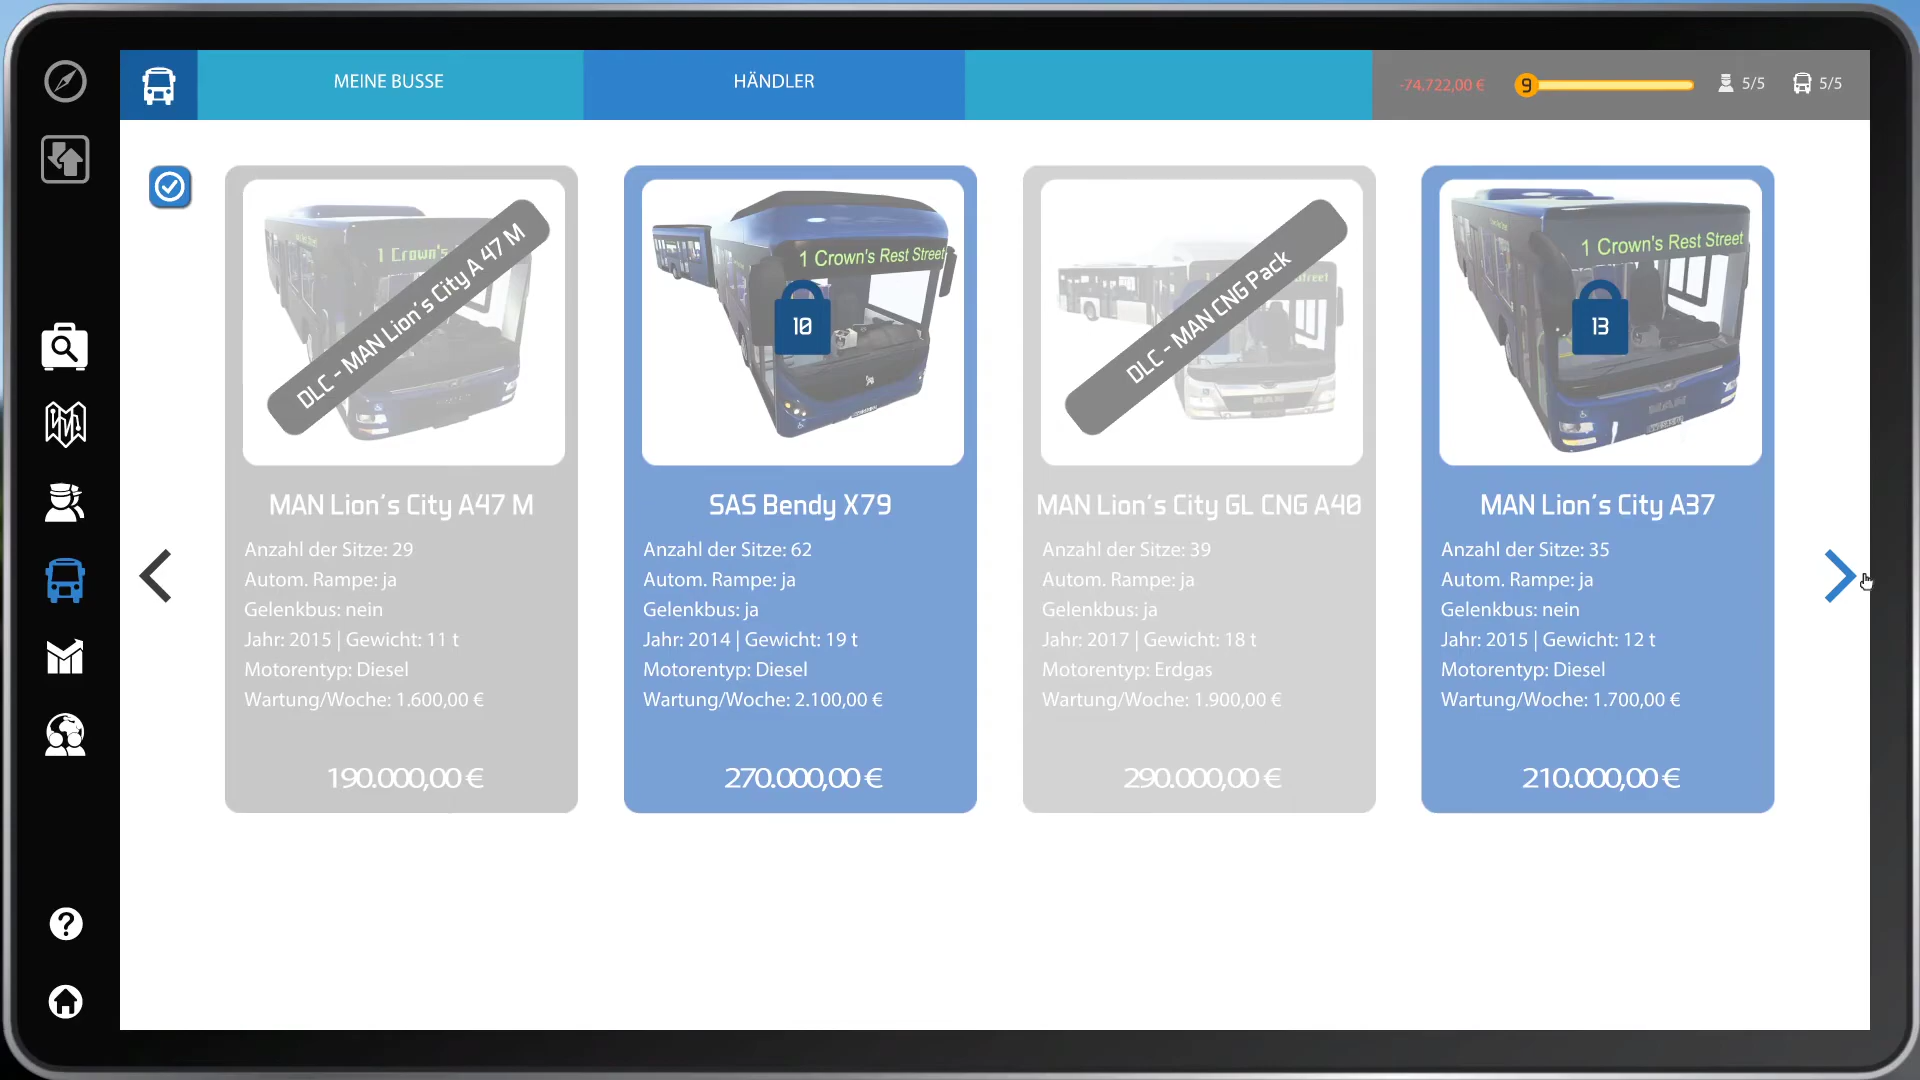 MEINE BUSSE
HÄNDLER
-74.722,00 €
9
5/5
5/5
1 Crown's
DLC - MAN Lion's City A 47 M
MAN Lion's City A47 M
Anzahl der Sitze: 29
Autom. Rampe: ja
Gelenkbus: nein
Jahr: 2015 | Gewicht: 11 t
Motorentyp: Diesel
Wartung/Woche: 1.600,00 €
190.000,00 €
1 Crown's Rest Street
10
SAS Bendy X79
Anzahl der Sitze: 62
Autom. Rampe: ja
Gelenkbus: ja
Jahr: 2014 | Gewicht: 19 t
Motorentyp: Diesel
Wartung/Woche: 2.100,00 €
270.000,00 €
DLC - MAN CNG Pack
MAN
MAN Lion's City GL CNG A40
Anzahl der Sitze: 39
Autom. Rampe: ja
Gelenkbus: ja
Jahr: 2017 | Gewicht: 18 t
Motorentyp: Erdgas
Wartung/Woche: 1.900,00 €
290.000,00 €
1 Crown's Rest Street
13
MAN
MAN Lion's City A37
Anzahl der Sitze: 35
Autom. Rampe: ja
Gelenkbus: nein
Jahr: 2015 | Gewicht: 12 t
Motorentyp: Diesel
Wartung/Woche: 1.700,00 €
210.000,00 €